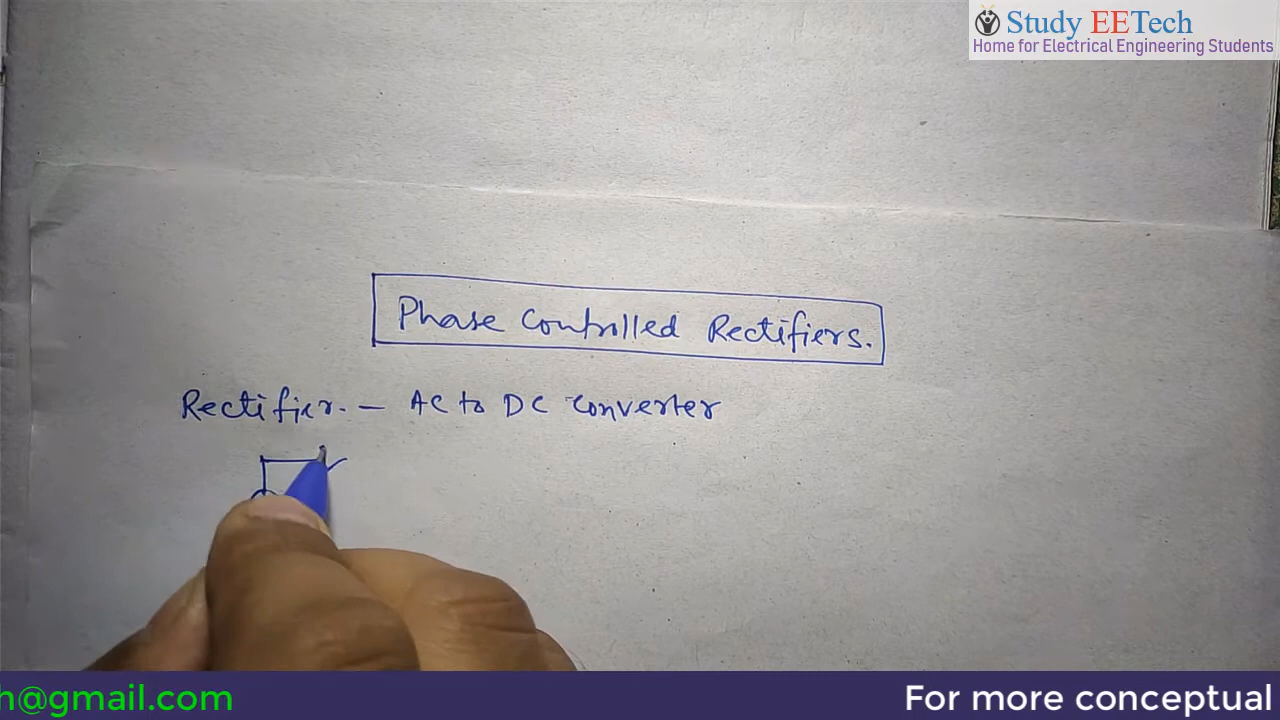 Study EETech
Home for Electrical Engineering Students
Phase Controlled Rectifiers.
Rectifier. - AC to DC Converter
h@gmail.com
For more conceptual